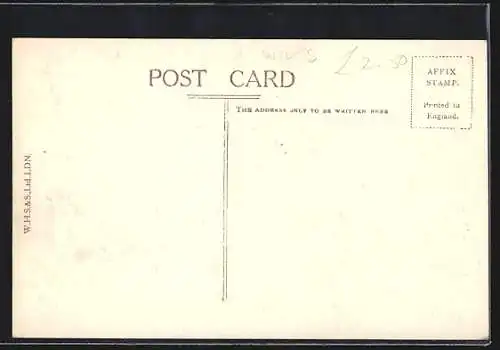 £2.50
POST CARD
AFFIX
STAMP.
Printed in
England.
THE ADDRESS ONLY TO BE WRITTEN HERE
W.H.S.&S.,Ltd.LDN.